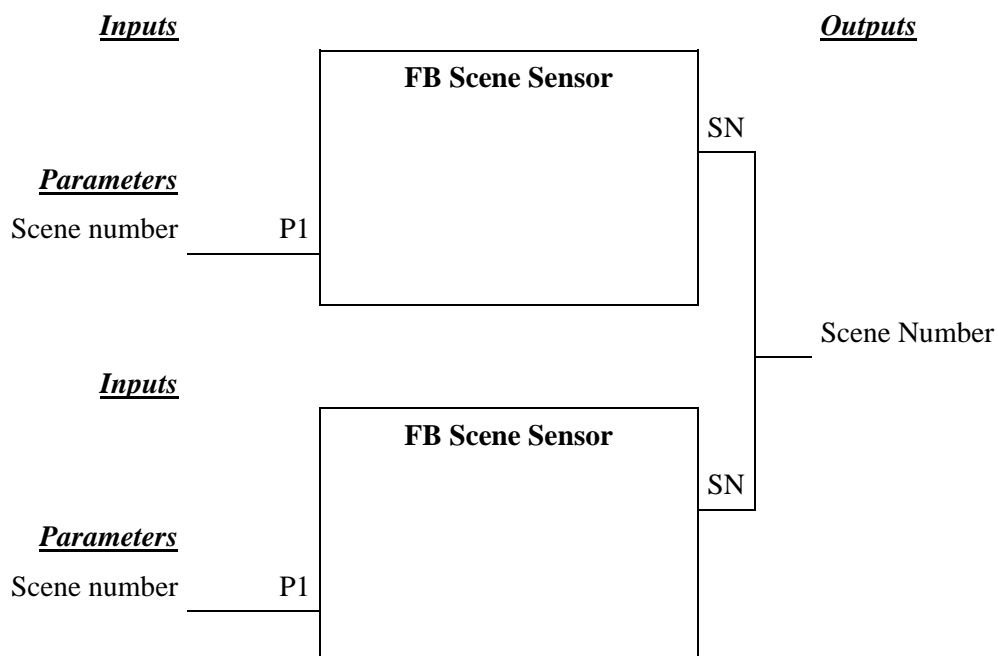 Inputs
Outputs
FB Scene Sensor
SN
Parameters
Scene number P1
Scene Number
Inputs
FB Scene Sensor
SN
Parameters
Scene number P1